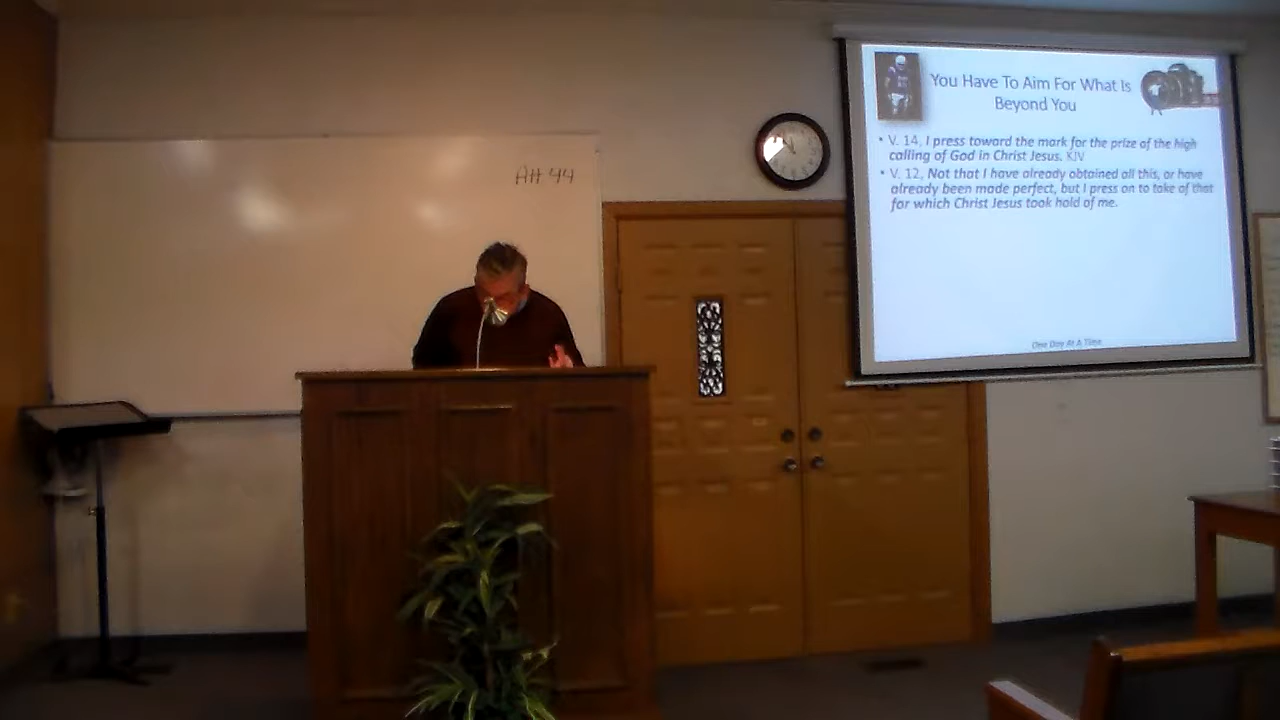 Att 44
You Have To Aim For What Is
Beyond You
• V. 14, I press toward the mark for the prize of the high
calling of God in Christ Jesus. KJV
• V. 12, Not that I have already obtained all this, or have
already been made perfect, but I press on to take of that
for which Christ Jesus took hold of me.
One Day At A Time